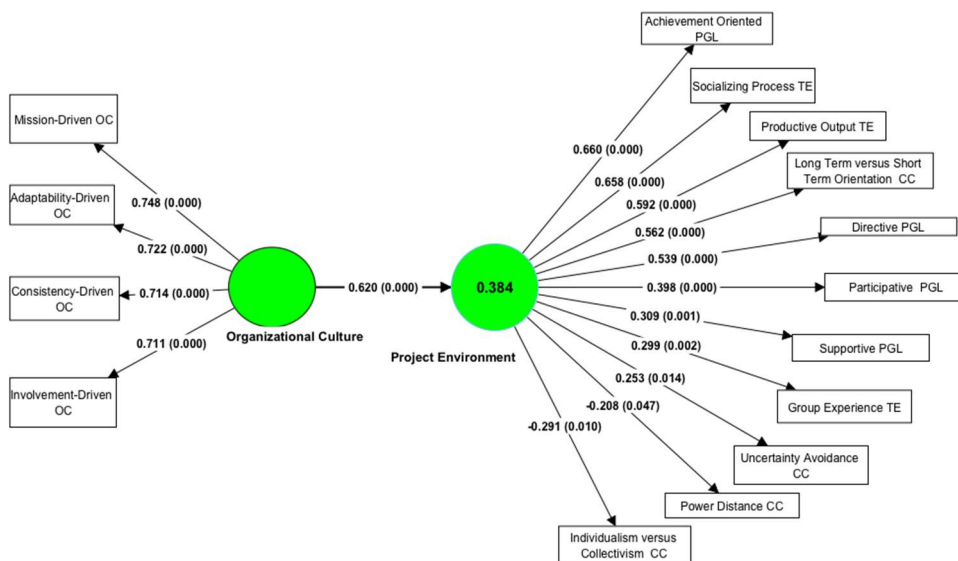 Achievement Oriented
PGL
Socializing Process TE
Productive Output TE
Long Term versus Short
Term Orientation CC
Directive PGL
Participative PGL
Supportive PGL
Group Experience TE
Uncertainty Avoidance
CC
Power Distance CC
Individualism versus
Collectivism CC
Mission-Driven OC
Adaptability-Driven
OC
Consistency-Driven
OC
Involvement-Driven
OC
0.748 (0.000)
0.722 (0.000)
0.714 (0.000)
0.711 (0.000)
Organizational Culture
0.620 (0.000)
0.384
Project Environment
0.660 (0.000)
0.658 (0.000)
0.592 (0.000)
0.562 (0.000)
0.539 (0.000)
0.398 (0.000)
0.309 (0.001)
0.299 (0.002)
0.253 (0.014)
-0.208 (0.047)
-0.291 (0.010)